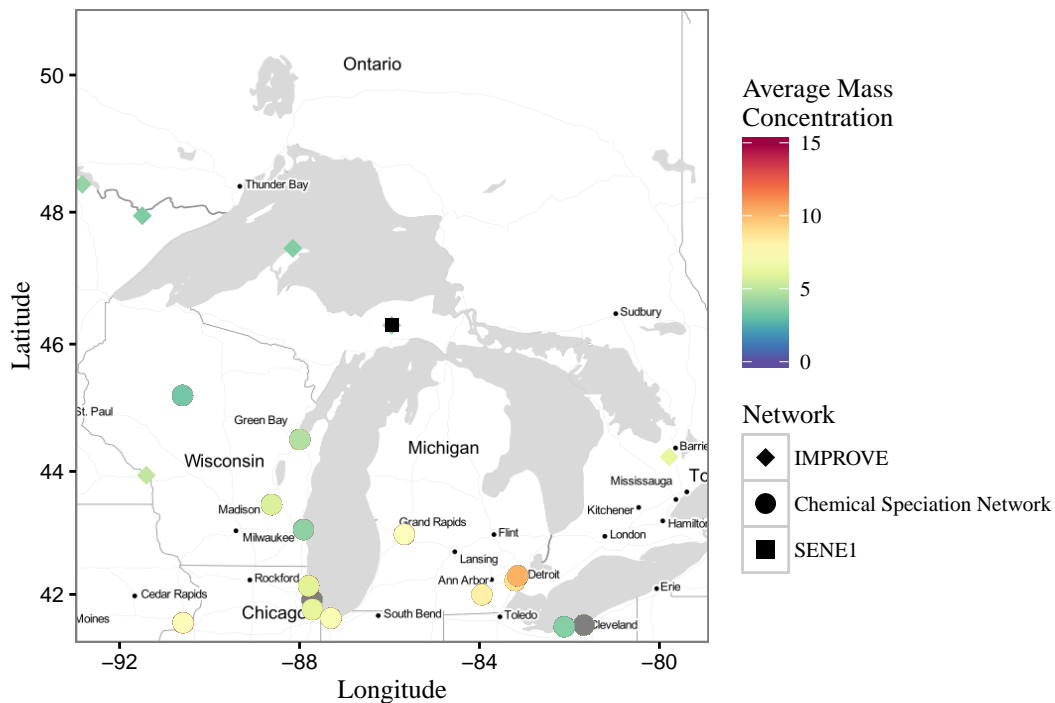 Ontario
50
Thunder Bay
48
Sudbury
46
St. Paul
Green Bay
Michigan
Barrie
Wisconsin
44
To
Mississauga
Madison
Kitchener
Grand Rapids
Hamilton
Milwaukee
Flint
London
Lansing
Rockford
Ann Arbor
Detroit
42
Cedar Rapids
Erie
Chicago
South Bend
Toledo
Moines
Cleveland
−92
−88
−84
−80
Longitude
Latitude
Average Mass
Concentration
15
10
5
0
Network
IMPROVE
Chemical Speciation Network
SENE1